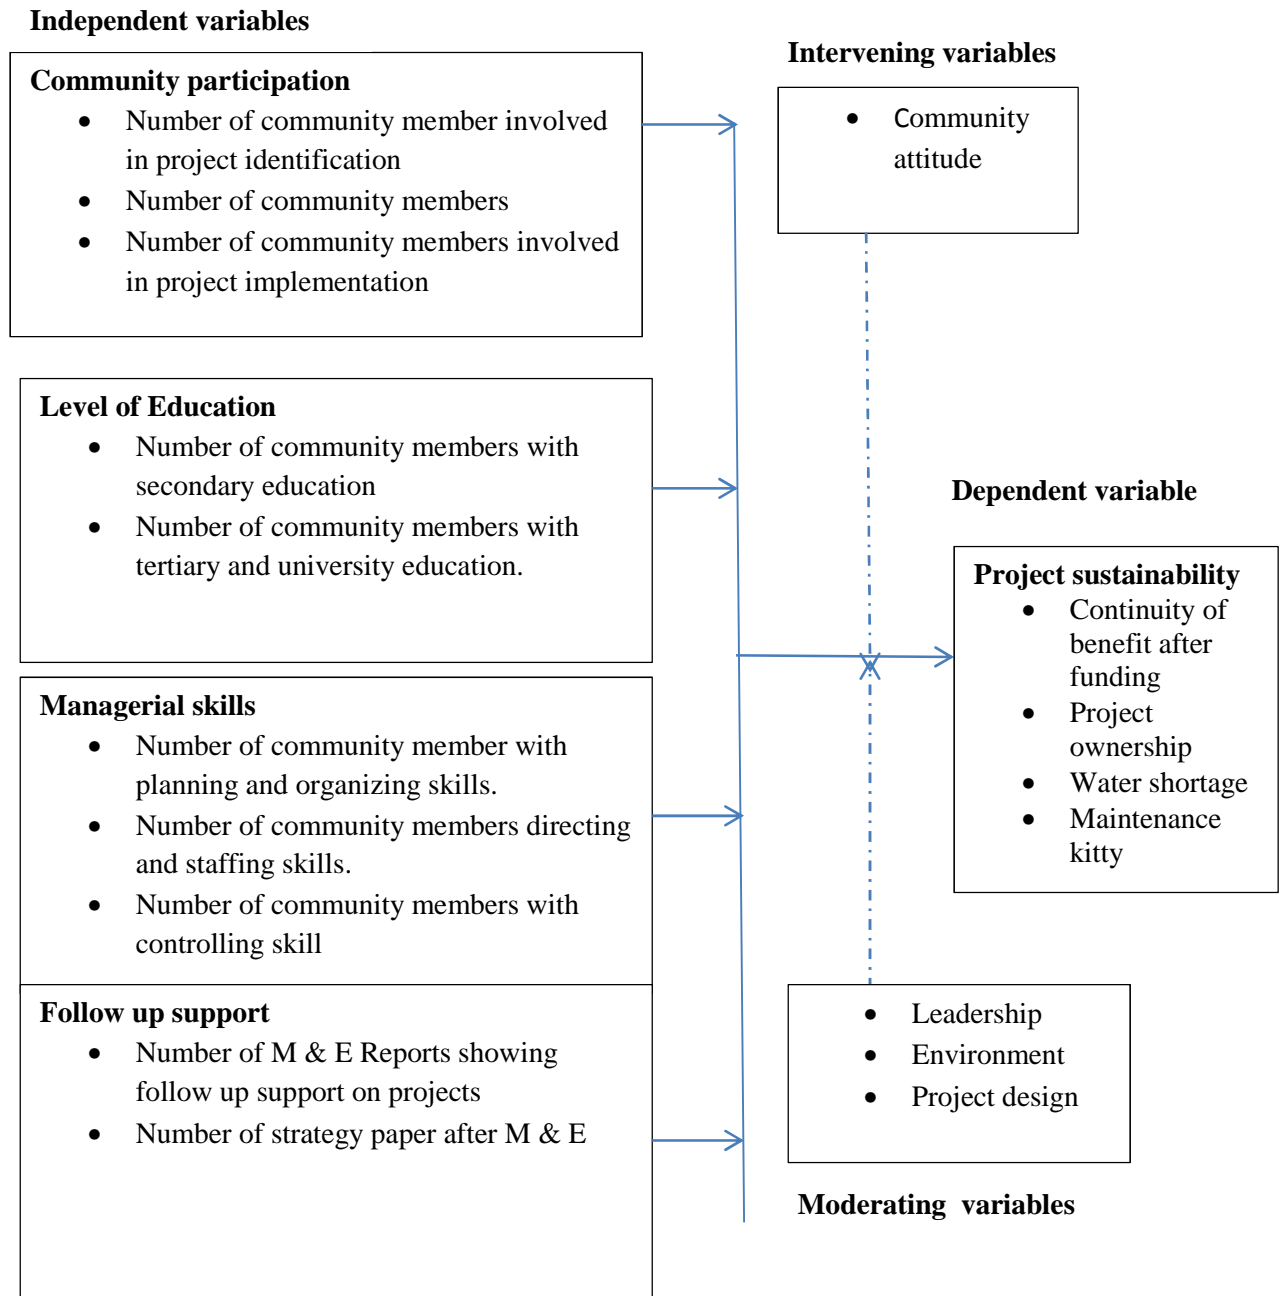 Independent variables
Community participation
• Number of community member involved
in project identification
• Number of community members
• Number of community members involved
in project implementation
Level of Education
• Number of community members with
secondary education
• Number of community members with
tertiary and university education.
Managerial skills
• Number of community member with
planning and organizing skills.
• Number of community members directing
and staffing skills.
• Number of community members with
controlling skill
Follow up support
• Number of M & E Reports showing
follow up support on projects
• Number of strategy paper after M & E
Intervening variables
• Community
attitude
Dependent variable
Project sustainability
• Continuity of
benefit after
funding
• Project
ownership
• Water shortage
• Maintenance
kitty
• Leadership
• Environment
• Project design
Moderating variables